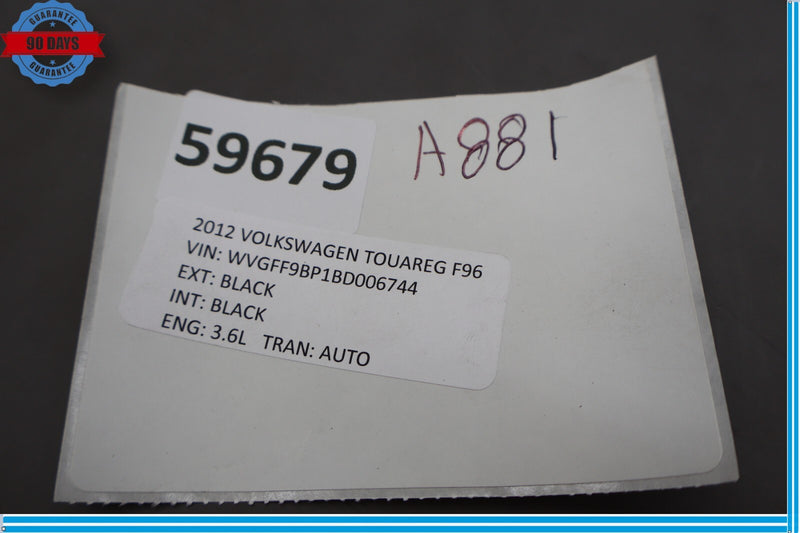 GUARANTEE
90 DAYS
GUARANTEE
59679
A881
2012 VOLKSWAGEN TOUAREG F96
VIN: WVGFF9BP1BD006744
EXT: BLACK
INT: BLACK
ENG: 3.6L TRAN: AUTO